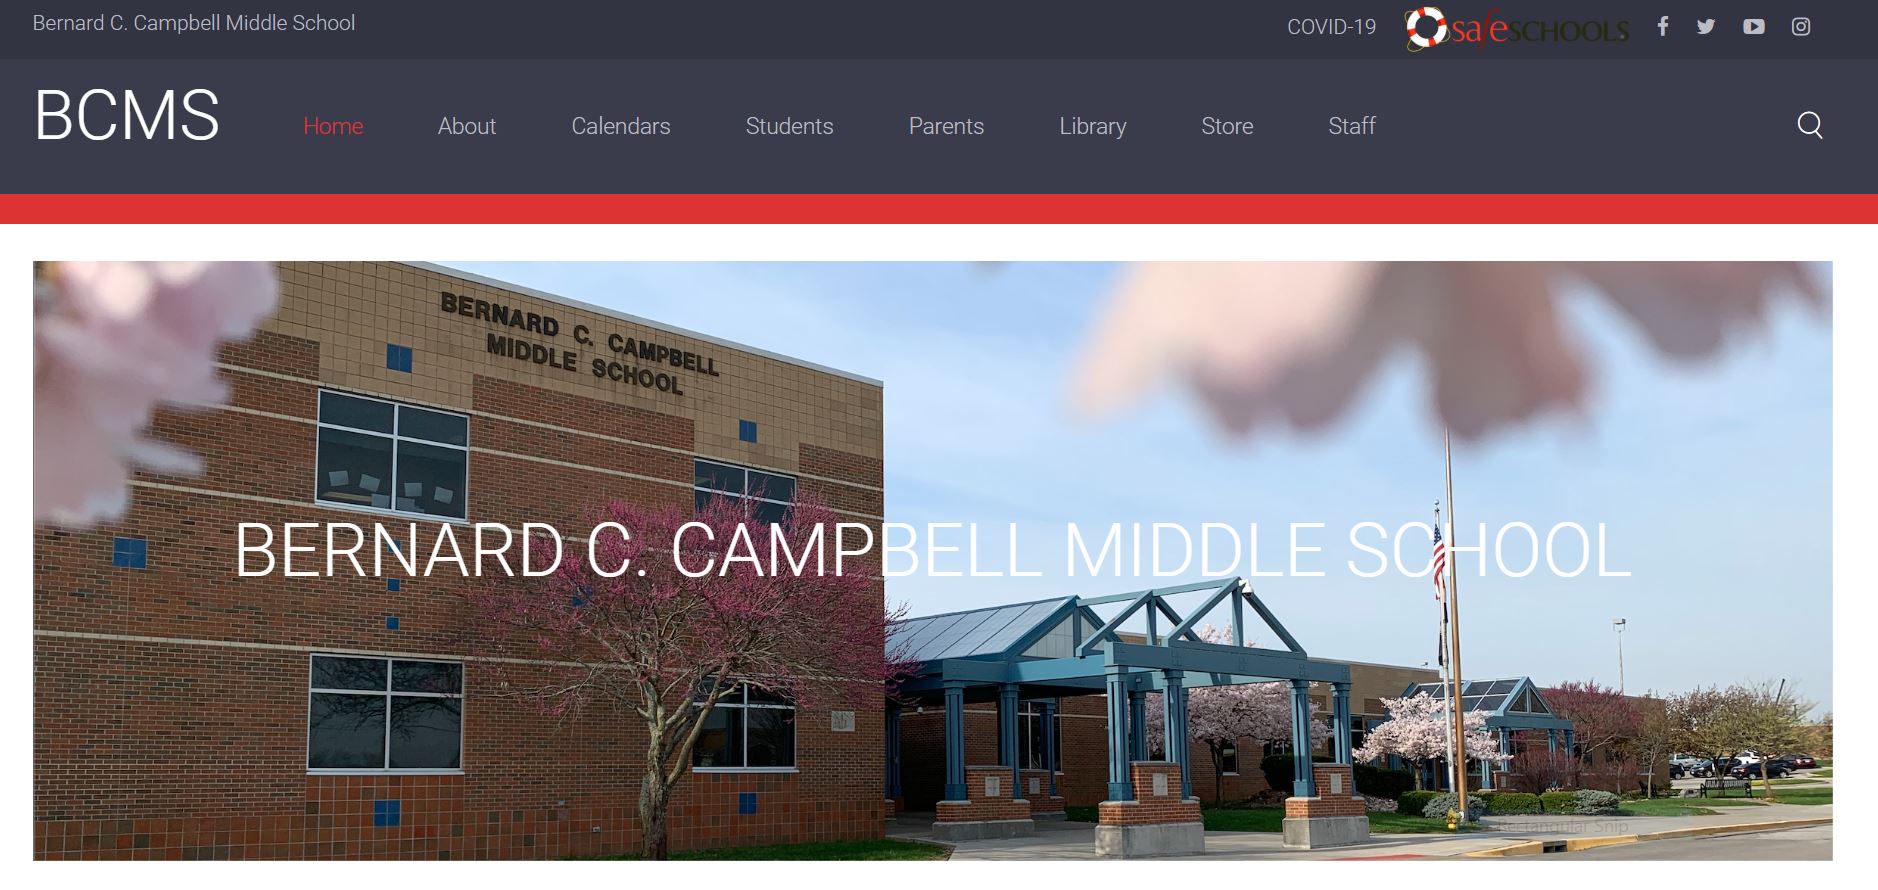 Bernard C. Campbell Middle School
COVID-19 safeSCHOOLS
BCMS Home About Calendars Students Parents Library Store Staff
BERNARD C. CAMPBELL
MIDDLE SCHOOL
BERNARD C. CAMPBELL MIDDLE SCHOOL
Rectangular Snip